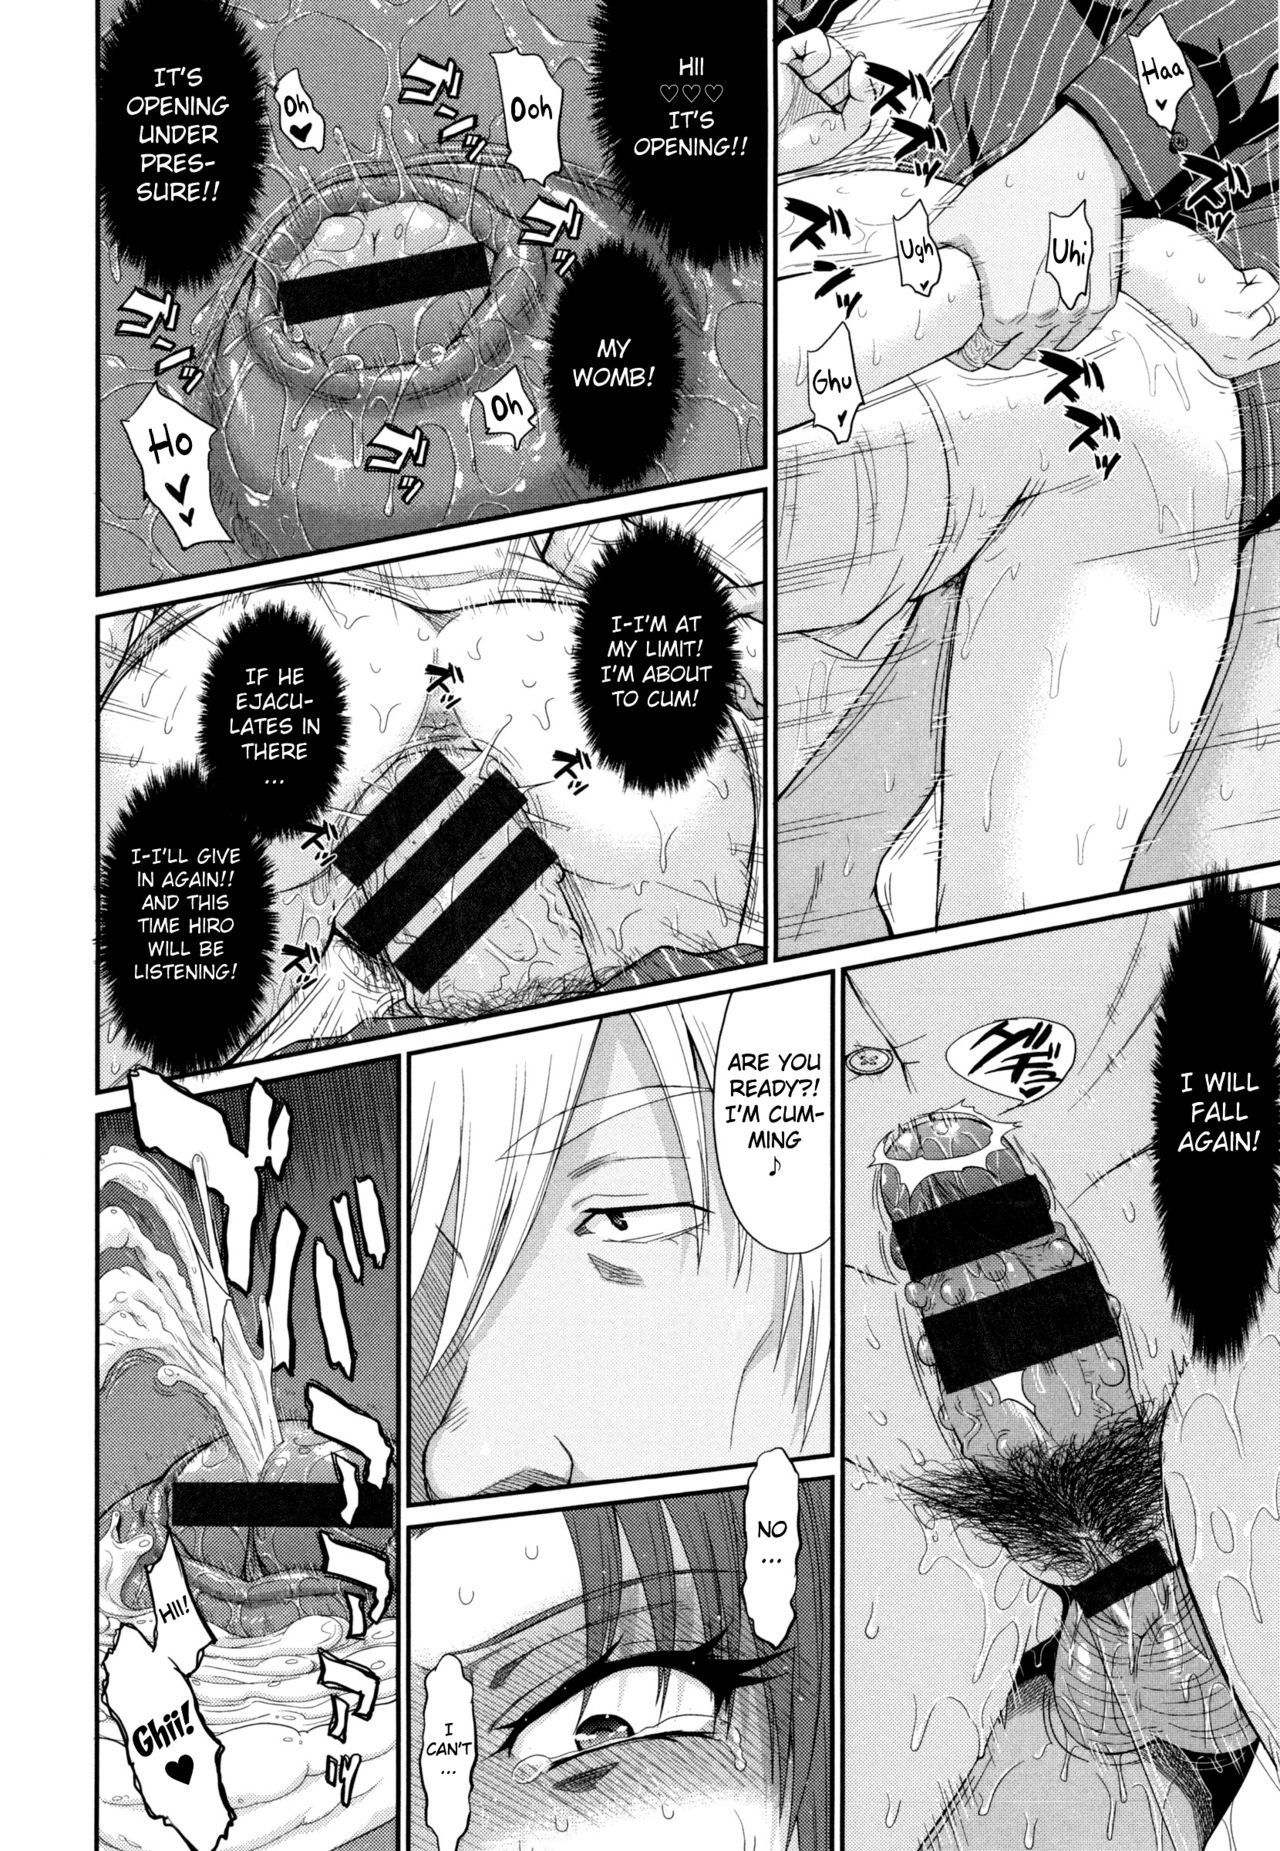 Haa
Ugh
Uhi
Ghu
HII
♡♡♡
IT'S
OPENING!!
Ooh
Oh
IT'S
OPENING
UNDER
PRES-
SURE!!
MY
WOMB!
Oh
Ho
I-I'M AT
MY LIMIT!
I'M ABOUT
TO CUM!
IF HE
EJACU-
LATES IN
THERE
...
I-I'LL GIVE
IN AGAIN!!
AND THIS
TIME HIRO
WILL BE
LISTENING!
I WILL
FALL
AGAIN!
ARE YOU
READY?!
I'M CUM-
MING
♪
NO
...
I
CAN'T
...
HII!
Ghii!